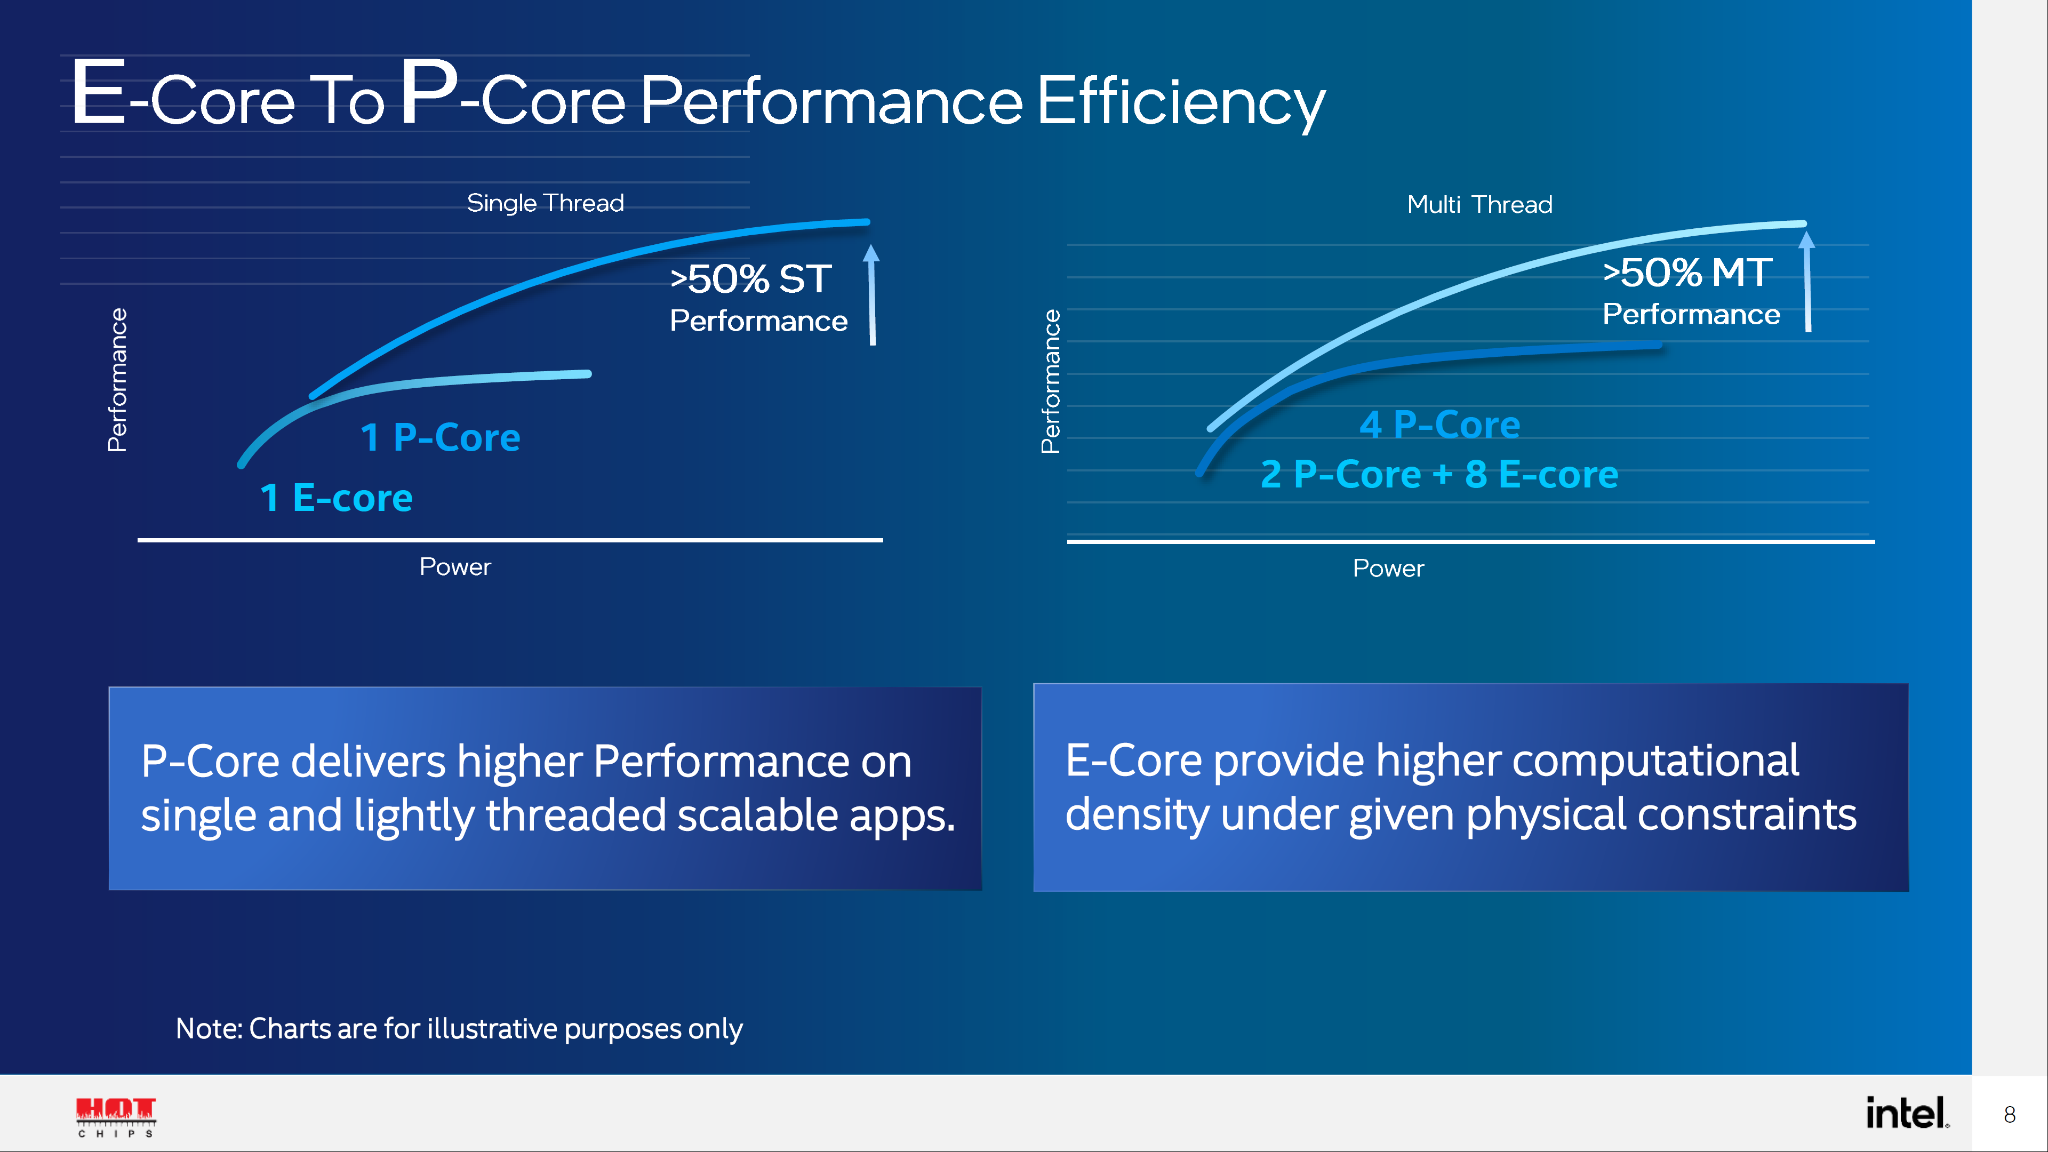 E-Core To P-Core Performance Efficiency
Single Thread
>50% ST
Performance
Performance
1 P-Core
1 E-core
Power
Multi Thread
>50% MT
Performance
Performance
4 P-Core
2 P-Core + 8 E-core
Power
P-Core delivers higher Performance on
single and lightly threaded scalable apps.
E-Core provide higher computational
density under given physical constraints
Note: Charts are for illustrative purposes only
HOT
CHIPS
intel.
8